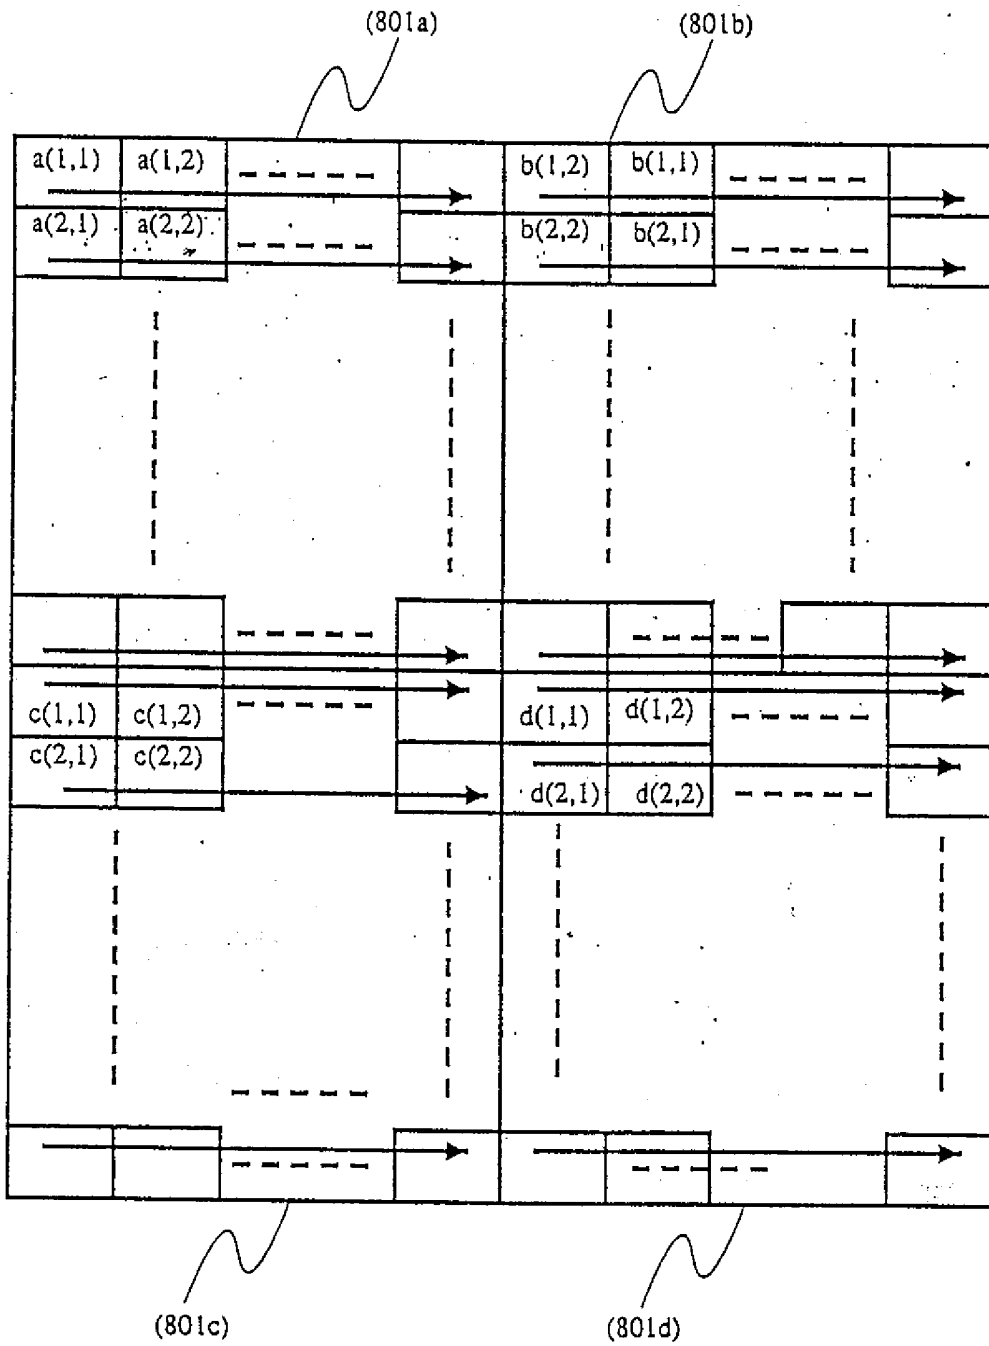 (801a) (801b)
a(1,1) a(1,2) b(1,2) b(1,1)
a(2,1) a(2,2) b(2,2) b(2,1)
c(1,1) c(1,2) d(1,1) d(1,2)
c(2,1) c(2,2) d(2,1) d(2,2)
(801c) (801d)